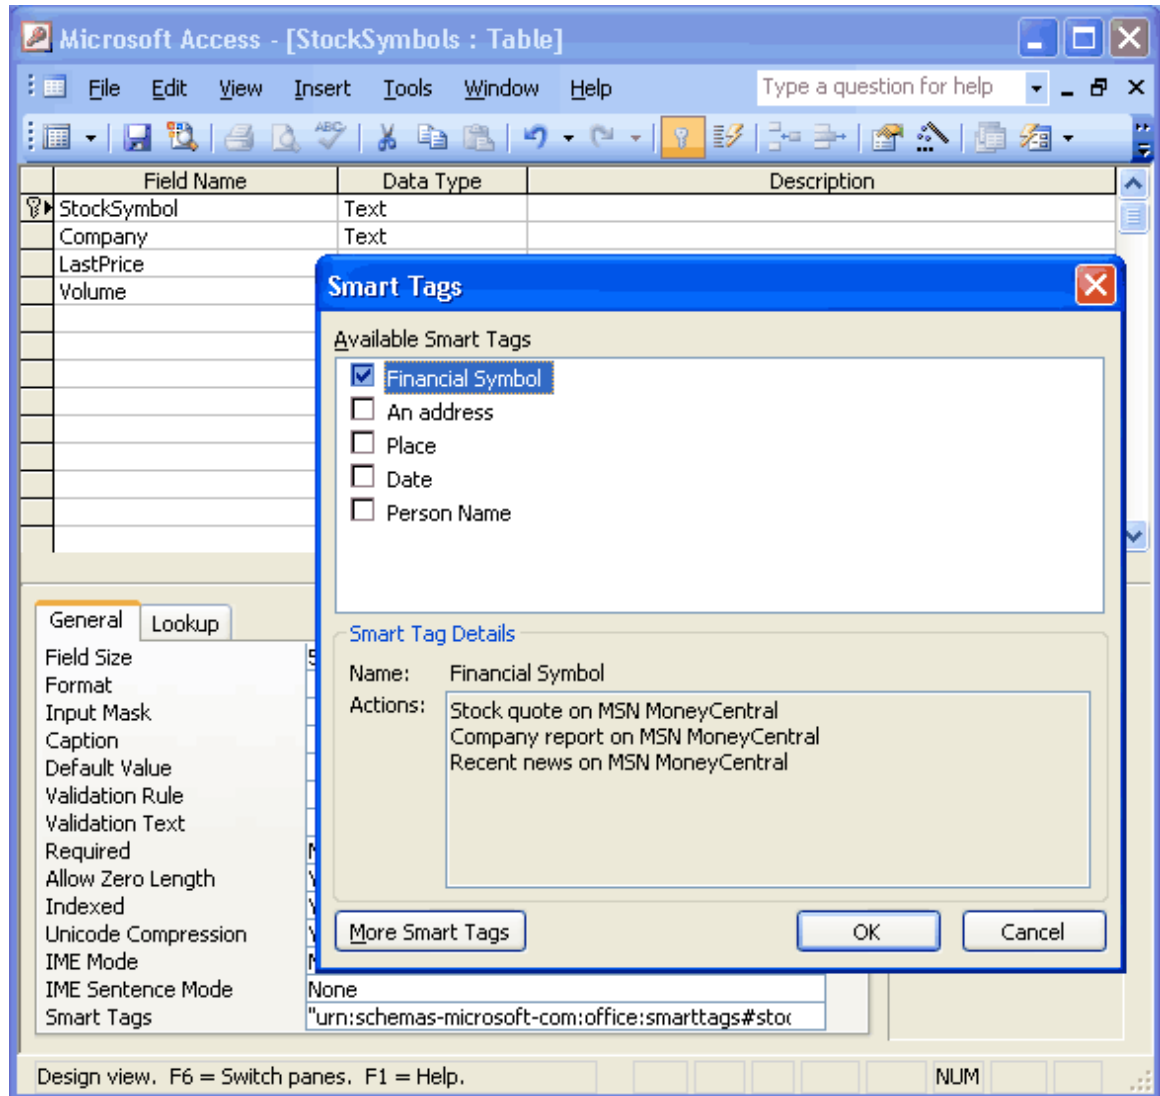 Microsoft Access - [StockSymbols : Table]
File Edit View Insert Tools Window Help Type a question for help
ABC
Field Name Data Type Description
StockSymbol Text
Company Text
LastPrice
Volume
Smart Tags
Available Smart Tags
Financial Symbol
An address
Place
Date
Person Name
General Lookup
Field Size
Format
Input Mask
Caption
Default Value
Validation Rule
Validation Text
Required
Allow Zero Length
Indexed
Unicode Compression
IME Mode
IME Sentence Mode None
Smart Tags "urn:schemas-microsoft-com:office:smarttags#stoc
Smart Tag Details
Name: Financial Symbol
Actions: Stock quote on MSN MoneyCentral
Company report on MSN MoneyCentral
Recent news on MSN MoneyCentral
More Smart Tags OK Cancel
Design view. F6 = Switch panes. F1 = Help. NUM